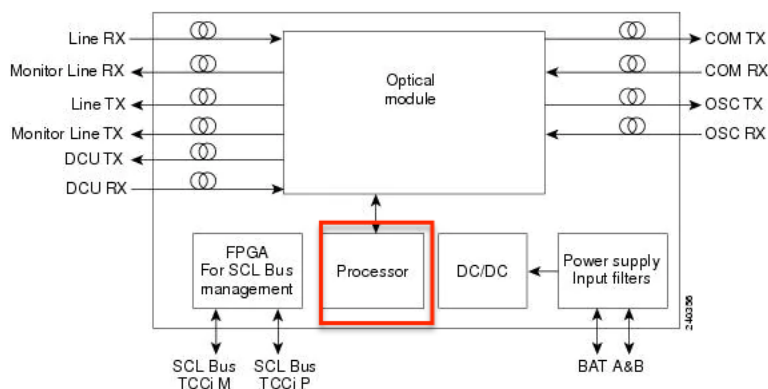 Line RX
Monitor Line RX
Line TX
Monitor Line TX
DCU TX
DCU RX
Optical
module
COM TX
COM RX
OSC TX
OSC RX
FPGA
For SCL Bus
management
Processor
DC/DC
Power supply
Input filters
SCL Bus
TCCi M
SCL Bus
TCCi P
BAT A&B
240356